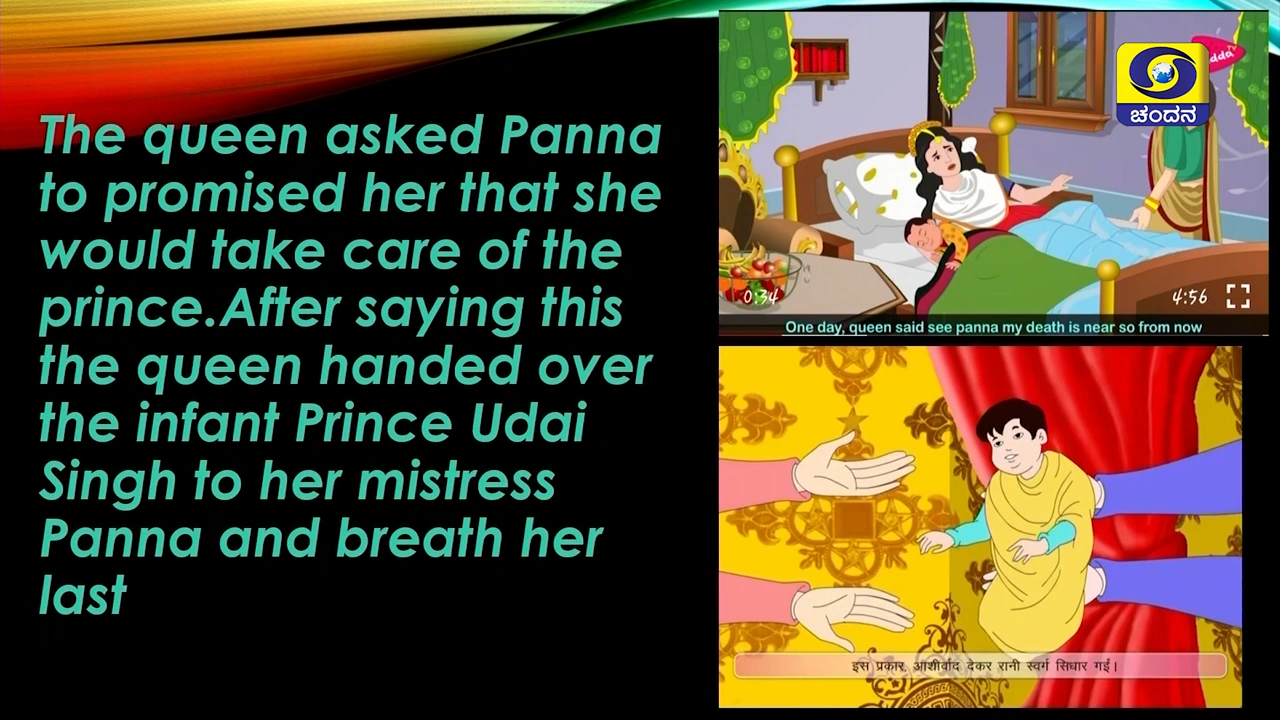 The queen asked Panna
to promised her that she
would take care of the
prince.After saying this
the queen handed over
the infant Prince Udai
Singh to her mistress
Panna and breath her
last
ಚಂದನ
0:34
4:56
One day, queen said see panna my death is near so from now
इस प्रकार, आशीर्वाद देकर रानी स्वर्ग सिधार गईं।